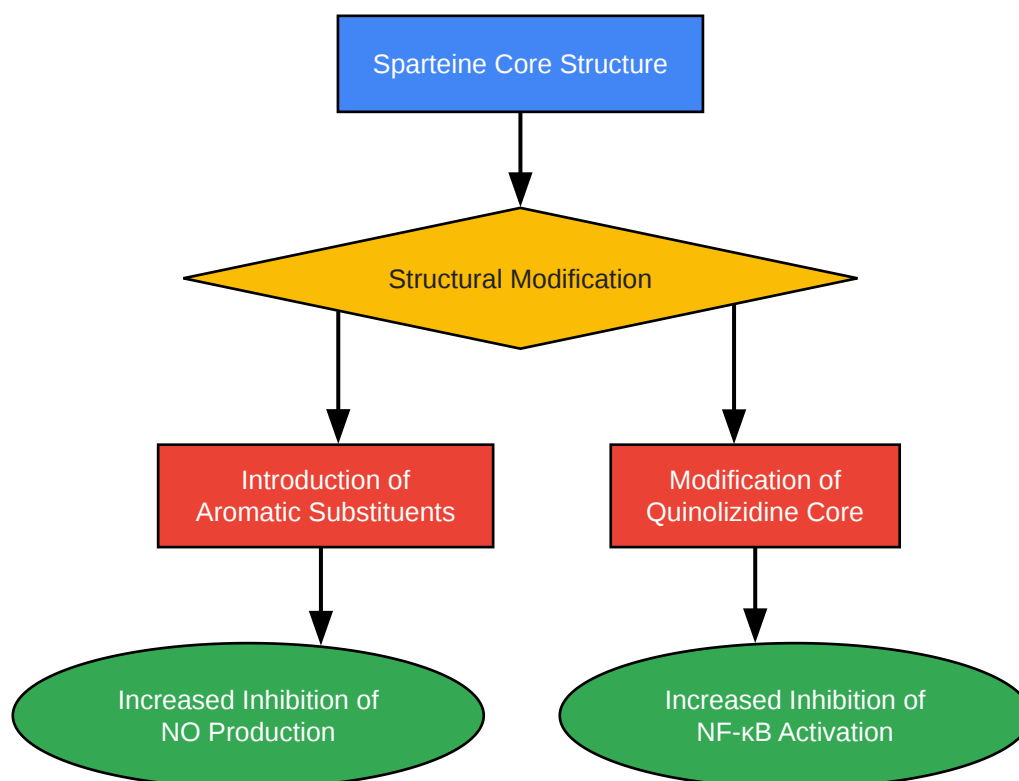 Sparteine Core Structure
Structural Modification
Introduction of
Aromatic Substituents
Modification of
Quinolizidine Core
Increased Inhibition of
NO Production
Increased Inhibition of
NF-κB Activation